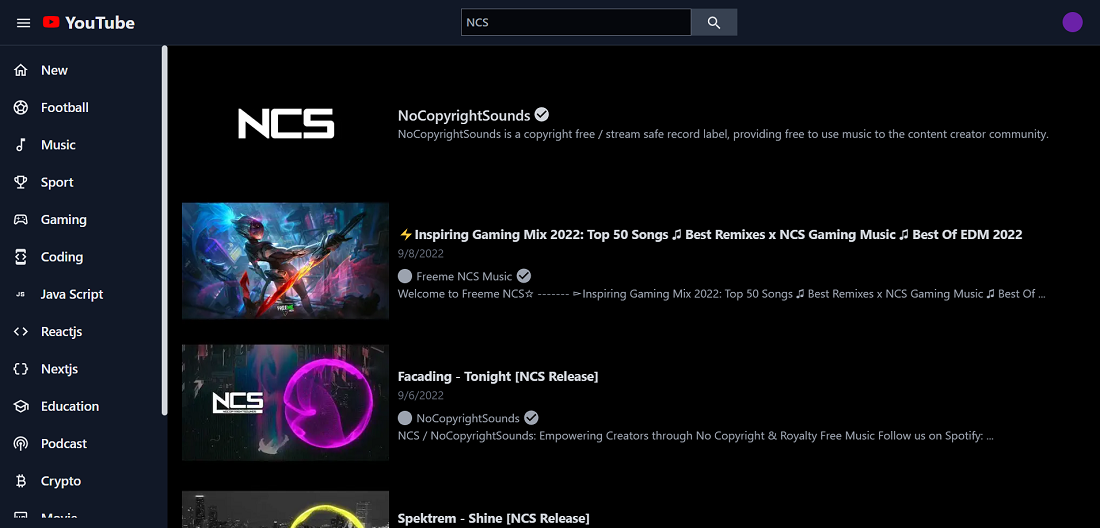 YouTube
NCS
New
Football
Music
Sport
Gaming
Coding
JS Java Script
Reactjs
Nextjs
Education
Podcast
Crypto
Movie
NCS
NoCopyrightSounds
NoCopyrightSounds is a copyright free / stream safe record label, providing free to use music to the content creator community.
⚡Inspiring Gaming Mix 2022: Top 50 Songs ♫ Best Remixes x NCS Gaming Music ♫ Best Of EDM 2022
9/8/2022
Freeme NCS Music
Welcome to Freeme NCS☆ ------- ➣Inspiring Gaming Mix 2022: Top 50 Songs ♫ Best Remixes x NCS Gaming Music ♫ Best Of ...
NCS
Facading - Tonight [NCS Release]
9/6/2022
NoCopyrightSounds
NCS / NoCopyrightSounds: Empowering Creators through No Copyright & Royalty Free Music Follow us on Spotify: ...
Spektrem - Shine [NCS Release]